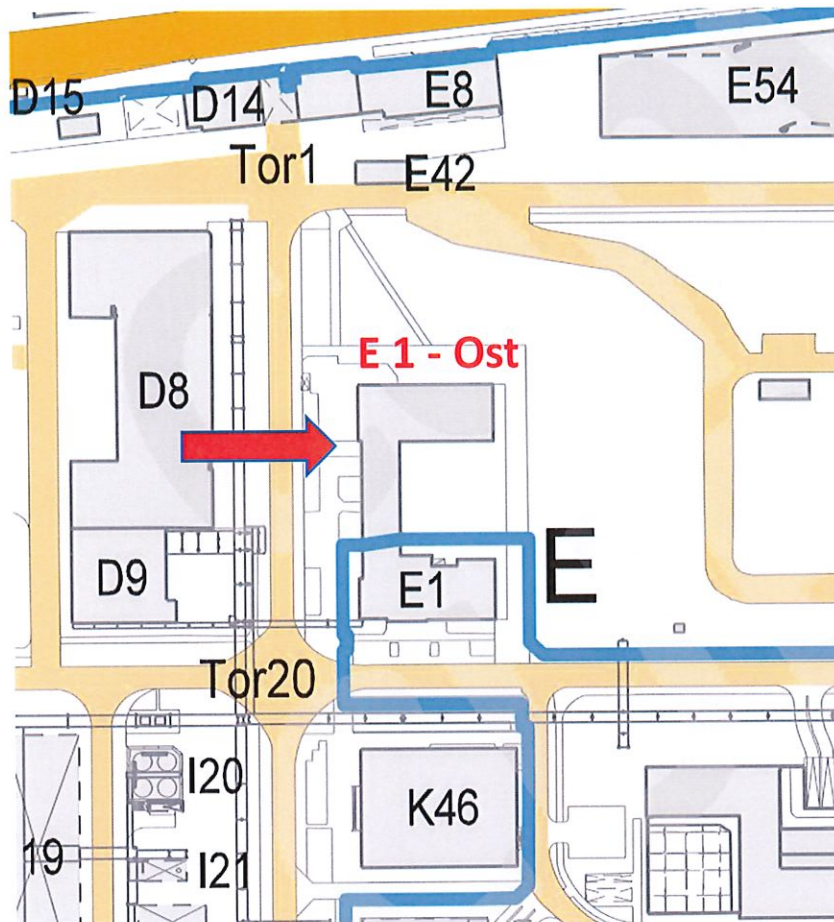 D15
D14
E8
E54
Tor1
E42
E 1 - Ost
D8
D9
E1
E
Tor20
I20
K46
19
I21